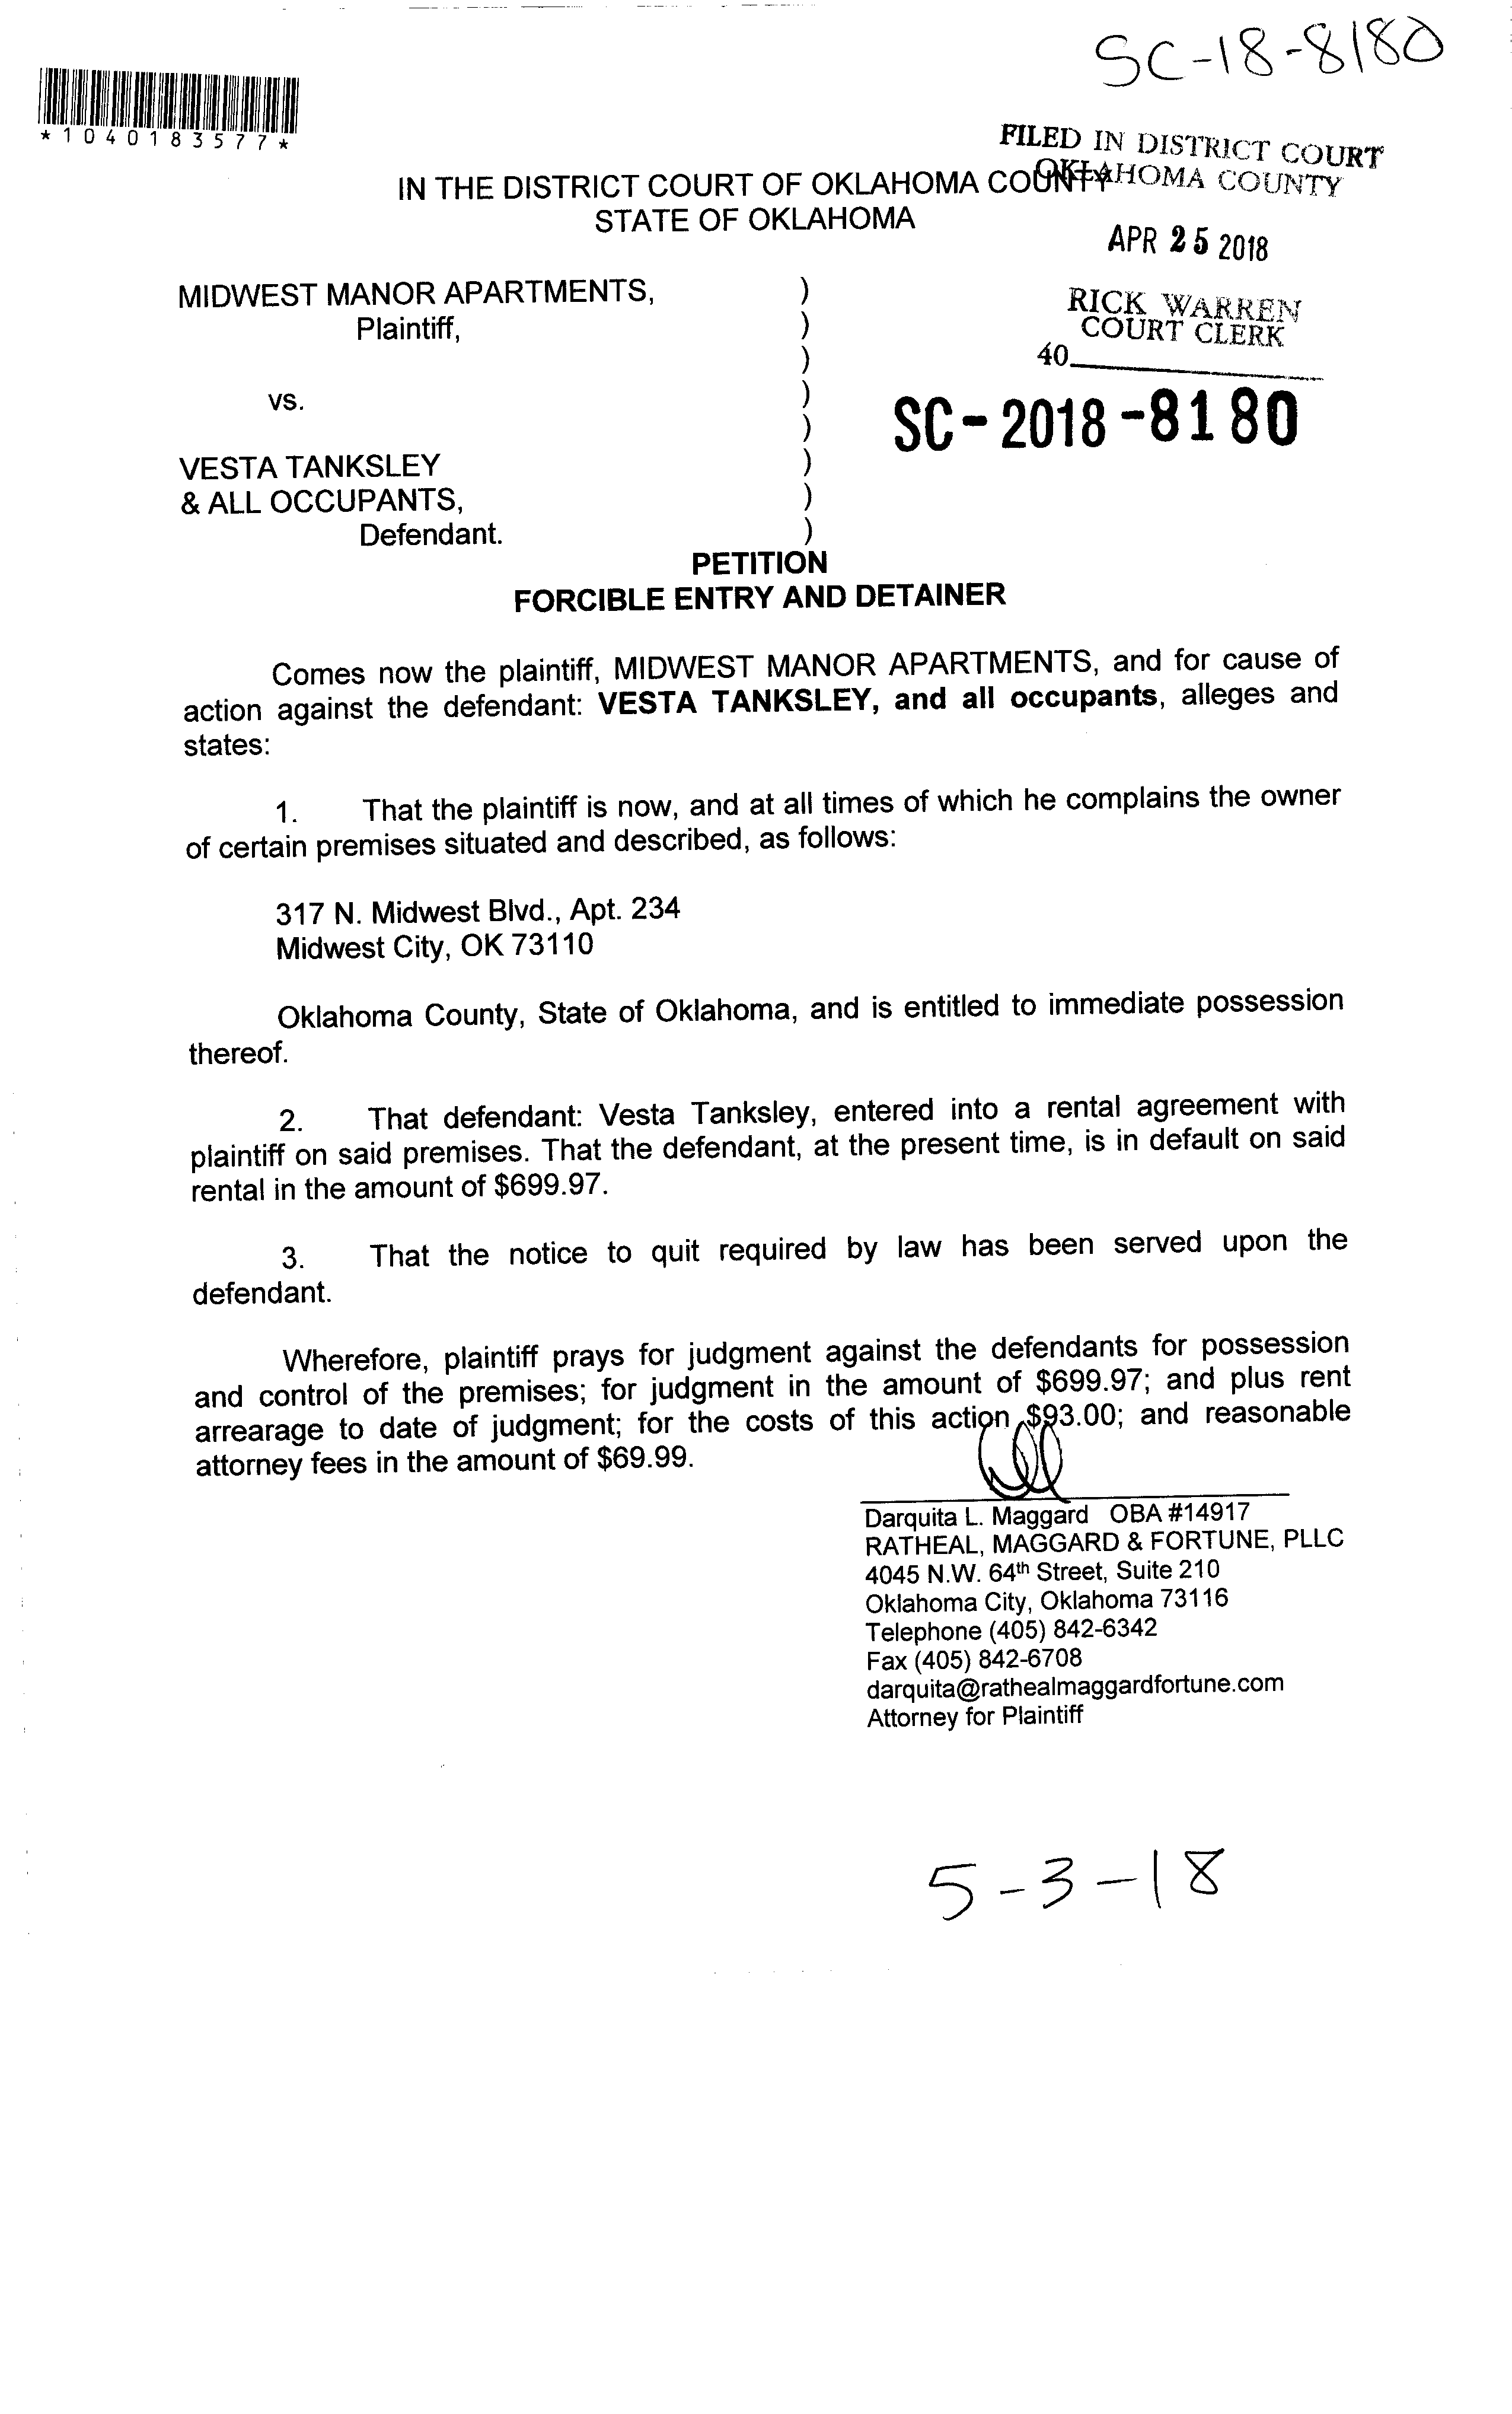 SC-18-8180
*1040183577*
FILED IN DISTRICT COURT
OKLAHOMA COUNTY
IN THE DISTRICT COURT OF OKLAHOMA COUNTY
STATE OF OKLAHOMA
APR 25 2018
MIDWEST MANOR APARTMENTS, )
Plaintiff, )
)
RICK WARREN
COURT CLERK
40
vs. )
)
SC-2018-8180
VESTA TANKSLEY )
& ALL OCCUPANTS, )
Defendant. )
PETITION
FORCIBLE ENTRY AND DETAINER
Comes now the plaintiff, MIDWEST MANOR APARTMENTS, and for cause of
action against the defendant: VESTA TANKSLEY, and all occupants, alleges and
states:
1. That the plaintiff is now, and at all times of which he complains the owner
of certain premises situated and described, as follows:
317 N. Midwest Blvd., Apt. 234
Midwest City, OK 73110
Oklahoma County, State of Oklahoma, and is entitled to immediate possession
thereof.
2. That defendant: Vesta Tanksley, entered into a rental agreement with
plaintiff on said premises. That the defendant, at the present time, is in default on said
rental in the amount of $699.97.
3. That the notice to quit required by law has been served upon the
defendant.
Wherefore, plaintiff prays for judgment against the defendants for possession
and control of the premises; for judgment in the amount of $699.97; and plus rent
arrearage to date of judgment; for the costs of this action $93.00; and reasonable
attorney fees in the amount of $69.99.
Darquita L. Maggard OBA #14917
RATHEAL, MAGGARD & FORTUNE, PLLC
4045 N.W. 64th Street, Suite 210
Oklahoma City, Oklahoma 73116
Telephone (405) 842-6342
Fax (405) 842-6708
darquita@rathealmaggardfortune.com
Attorney for Plaintiff
5-3-18